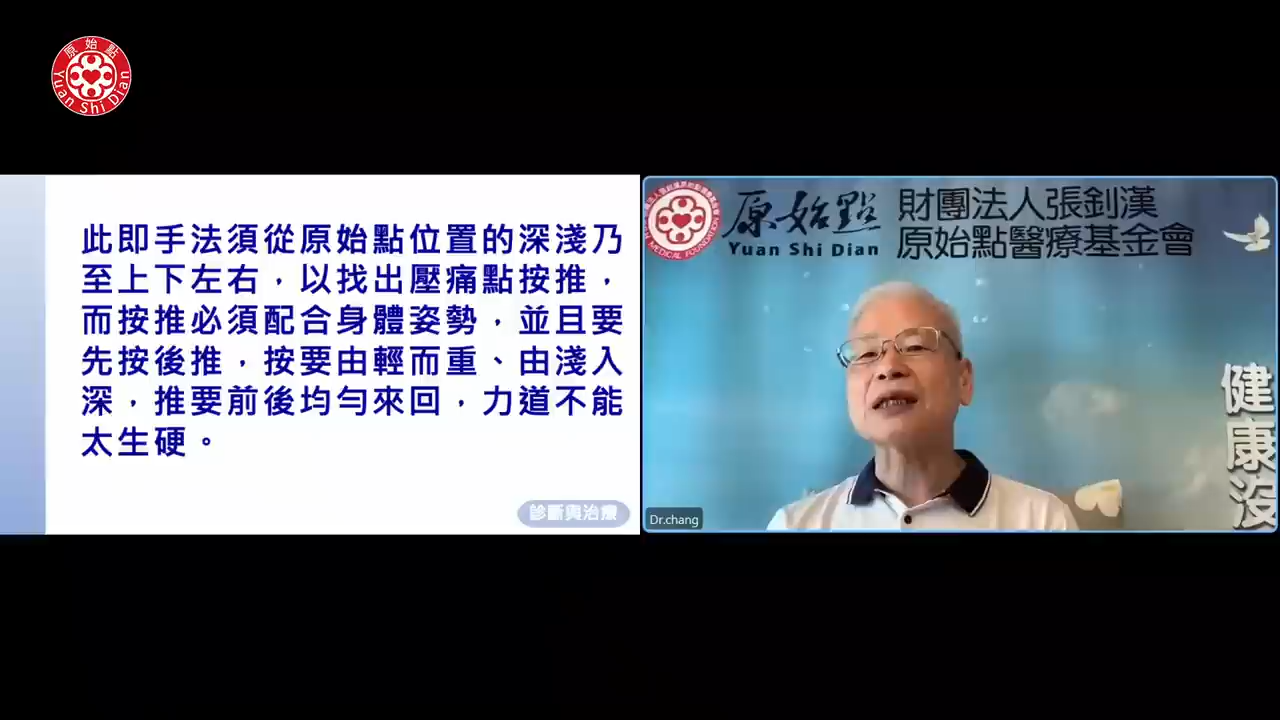 原始點
Yuan Shi Dian
此即手法須從原始點位置的深淺乃
至上下左右，以找出壓痛點按推，
而按推必須配合身體姿勢，並且要
先按後推，按要由輕而重、由淺入
深，推要前後均勻來回，力道不能
太生硬。
診斷與治療
原始點
Yuan Shi Dian
財團法人張釗漢
原始點醫療基金會
健康沒
Dr.chang